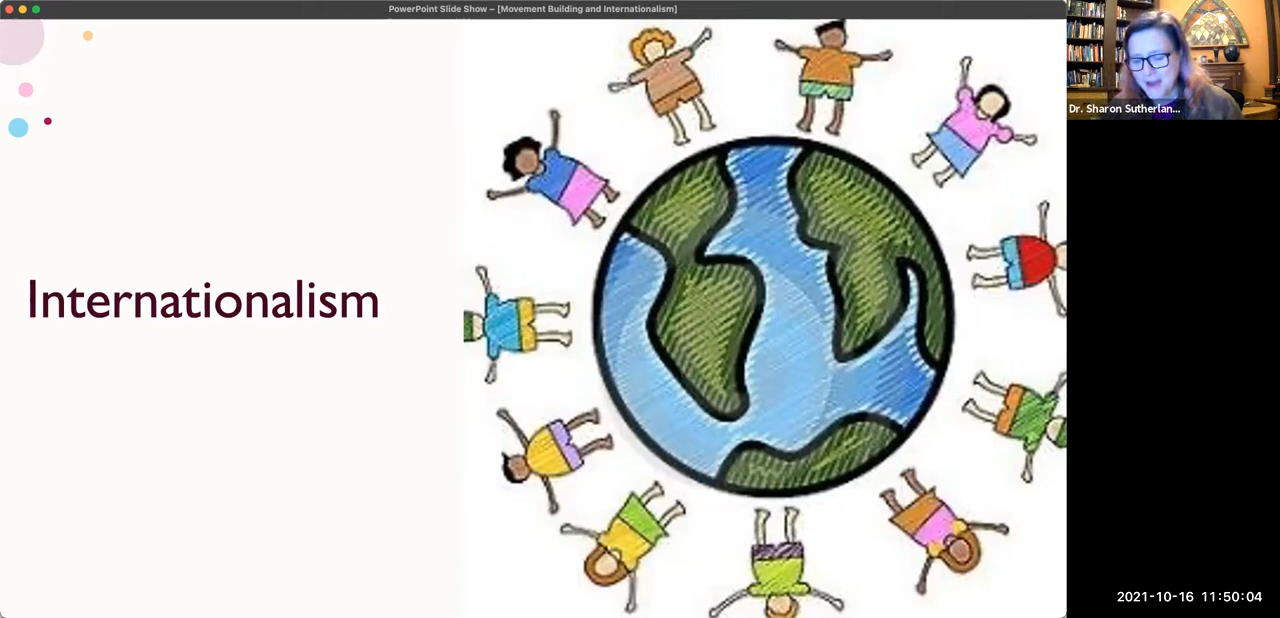 PowerPoint Slide Show – [Movement Building and Internationalism]
Internationalism
Dr. Sharon Sutherlan...
2021-10-16 11:50:04